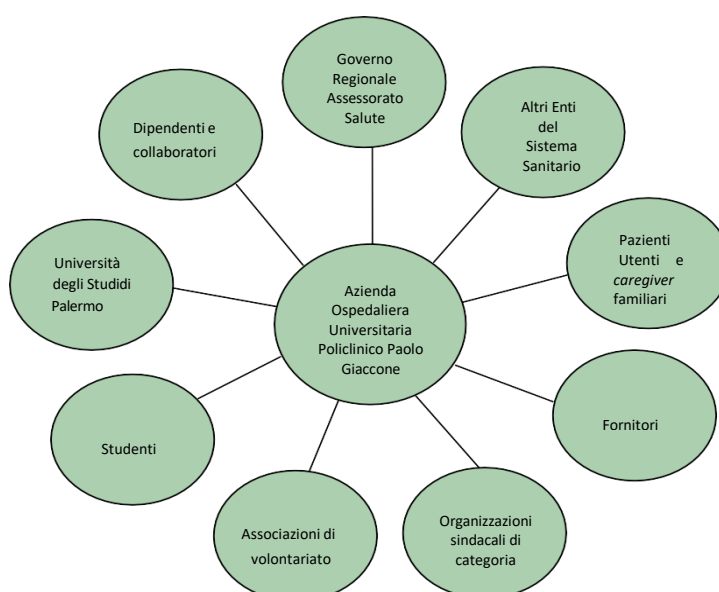 Governo
Regionale
Assessorato
Salute
Altri Enti
del
Sistema
Sanitario
Dipendenti e
collaboratori
Pazienti
Utenti e
caregiver
familiari
Università
degli Studidi
Palermo
Azienda
Ospedaliera
Universitaria
Policlinico Paolo
Giaccone
Fornitori
Studenti
Associazioni di
volontariato
Organizzazioni
sindacali di
categoria